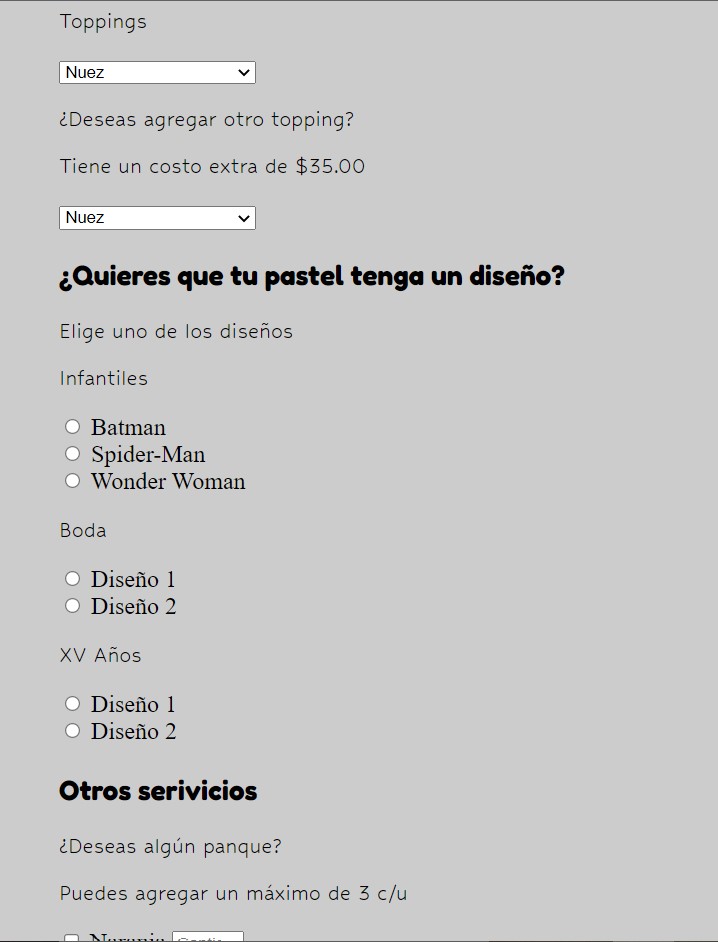 Toppings
Nuez
¿Deseas agregar otro topping?
Tiene un costo extra de $35.00
Nuez
¿Quieres que tu pastel tenga un diseño?
Elige uno de los diseños
Infantiles
Batman
Spider-Man
Wonder Woman
Boda
Diseño 1
Diseño 2
XV Años
Diseño 1
Diseño 2
Otros serivicios
¿Deseas algún panque?
Puedes agregar un máximo de 3 c/u
Naranja